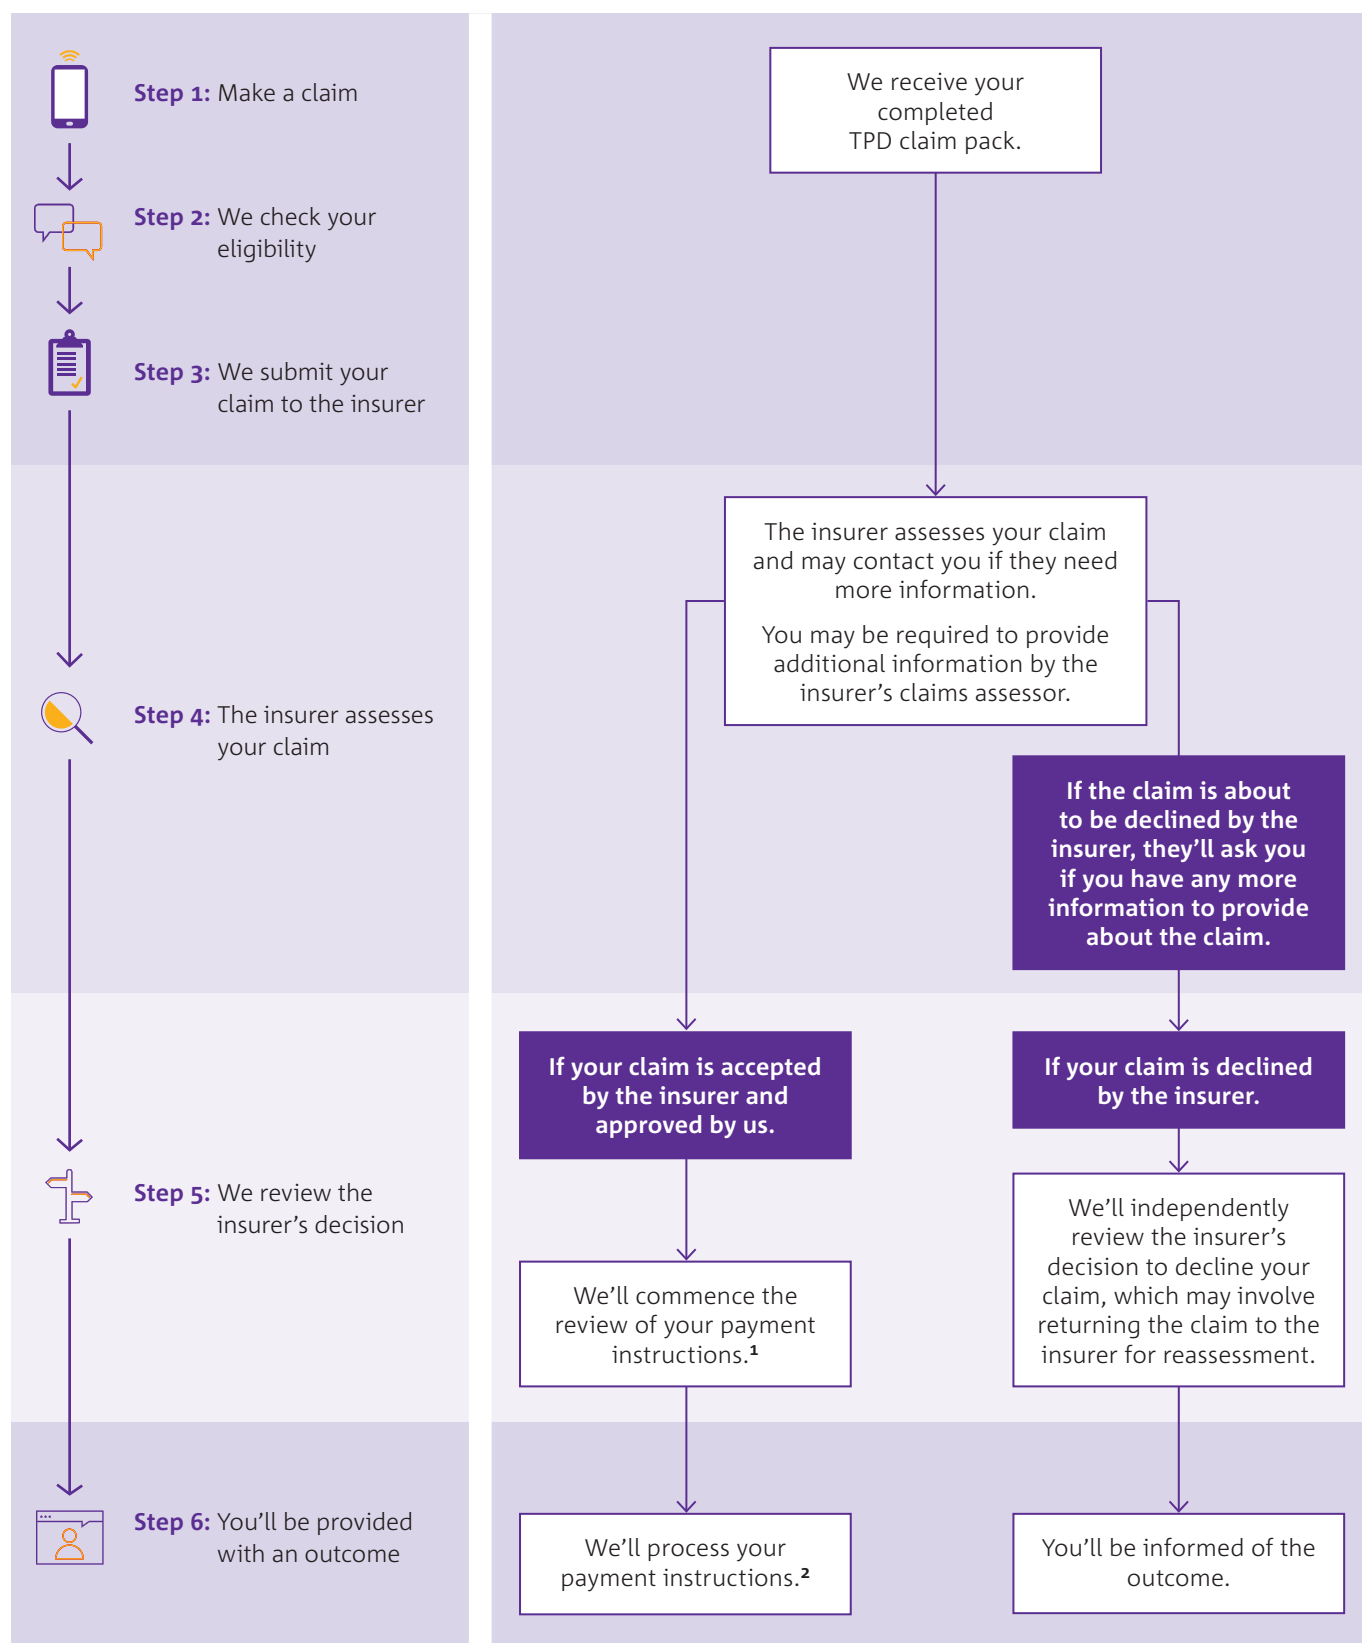 Step 1: Make a claim
Step 2: We check your
eligibility
Step 3: We submit your
claim to the insurer
Step 4: The insurer assesses
your claim
Step 5: We review the
insurer’s decision
Step 6: You’ll be provided
with an outcome
We receive your
completed
TPD claim pack.
The insurer assesses your claim
and may contact you if they need
more information.
You may be required to provide
additional information by the
insurer’s claims assessor.
If the claim is about
to be declined by the
insurer, they’ll ask you
if you have any more
information to provide
about the claim.
If your claim is accepted
by the insurer and
approved by us.
We’ll commence the
review of your payment
instructions.¹
We’ll process your
payment instructions.²
If your claim is declined
by the insurer.
We’ll independently
review the insurer’s
decision to decline your
claim, which may involve
returning the claim to the
insurer for reassessment.
You’ll be informed of the
outcome.